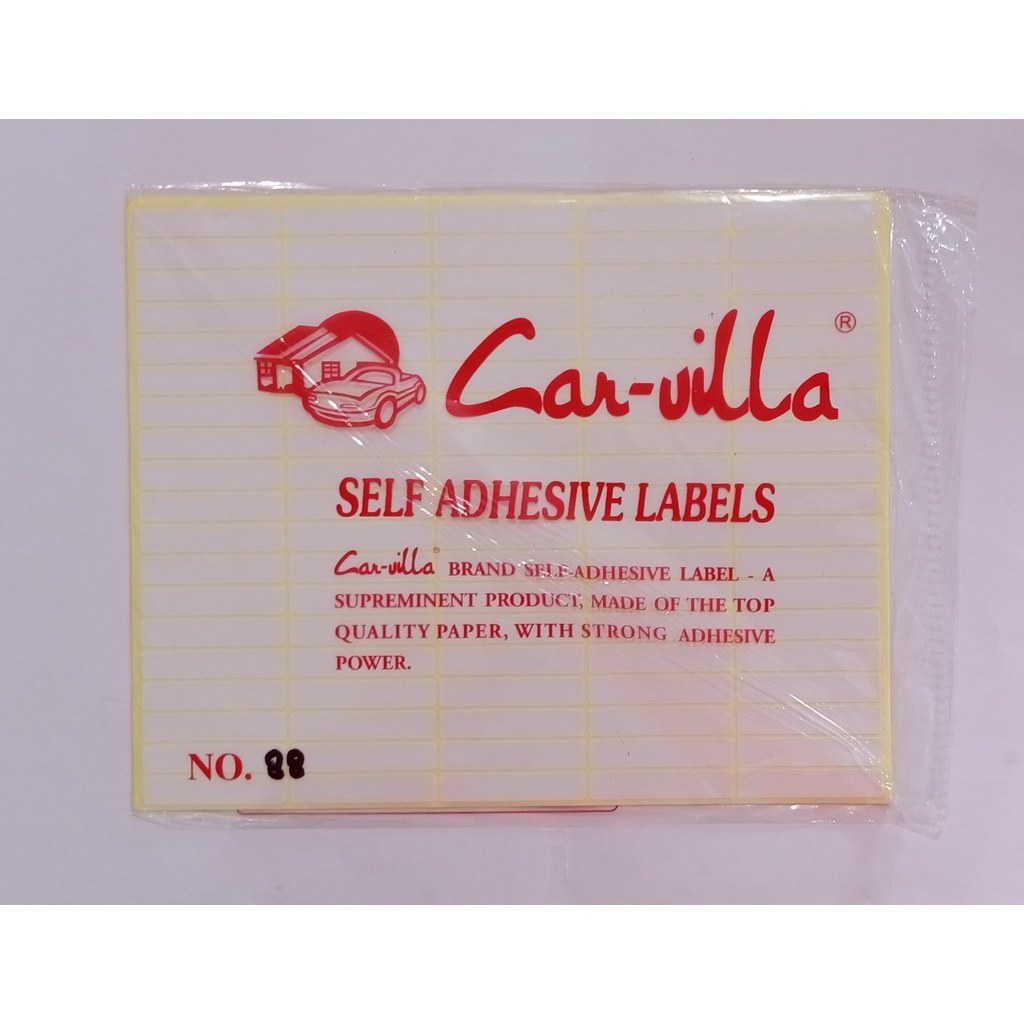 Car-villa ®
SELF ADHESIVE LABELS
Car-villa® BRAND SELF-ADHESIVE LABEL - A
SUPREMINENT PRODUCT, MADE OF THE TOP
QUALITY PAPER, WITH STRONG ADHESIVE
POWER.
NO. 88